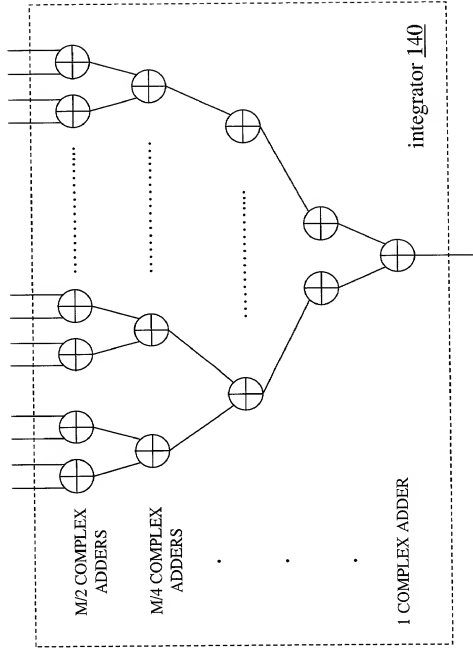 integrator 140
M/2 COMPLEX
ADDERS
M/4 COMPLEX
ADDERS
1 COMPLEX ADDER